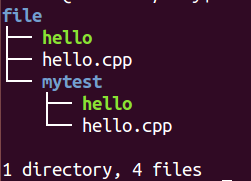 file
├── hello
├── hello.cpp
└── mytest
    ├── hello
    └── hello.cpp
1 directory, 4 files